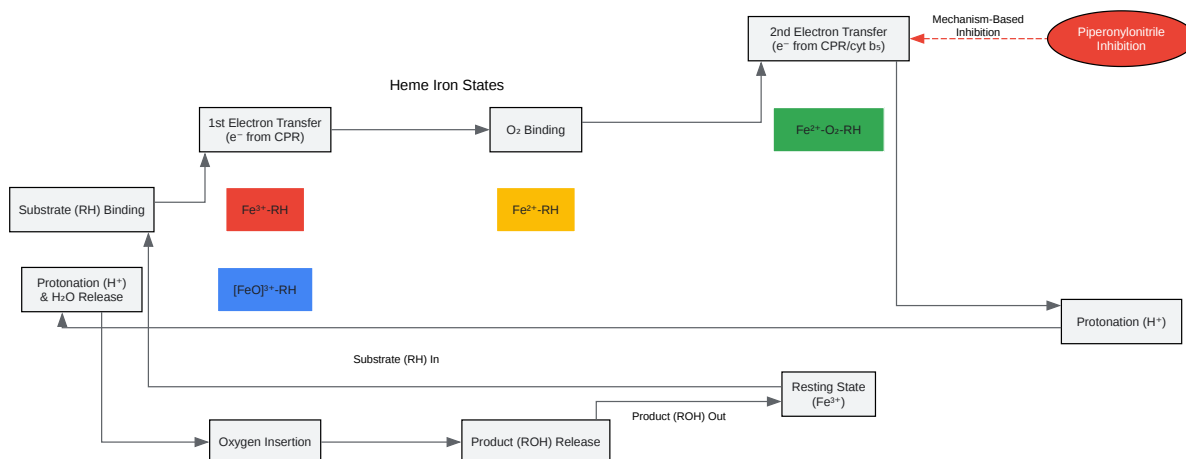 2nd Electron Transfer
(e⁻ from CPR/cyt b₅)
Mechanism-Based
Inhibition
Piperonylonitrile
Inhibition
Heme Iron States
1st Electron Transfer
(e⁻ from CPR)
O₂ Binding
Fe²⁺-O₂-RH
Substrate (RH) Binding
Fe³⁺-RH
Fe²⁺-RH
Protonation (H⁺)
& H₂O Release
[FeO]³⁺-RH
Protonation (H⁺)
Substrate (RH) In
Resting State
(Fe³⁺)
Product (ROH) Out
Oxygen Insertion
Product (ROH) Release